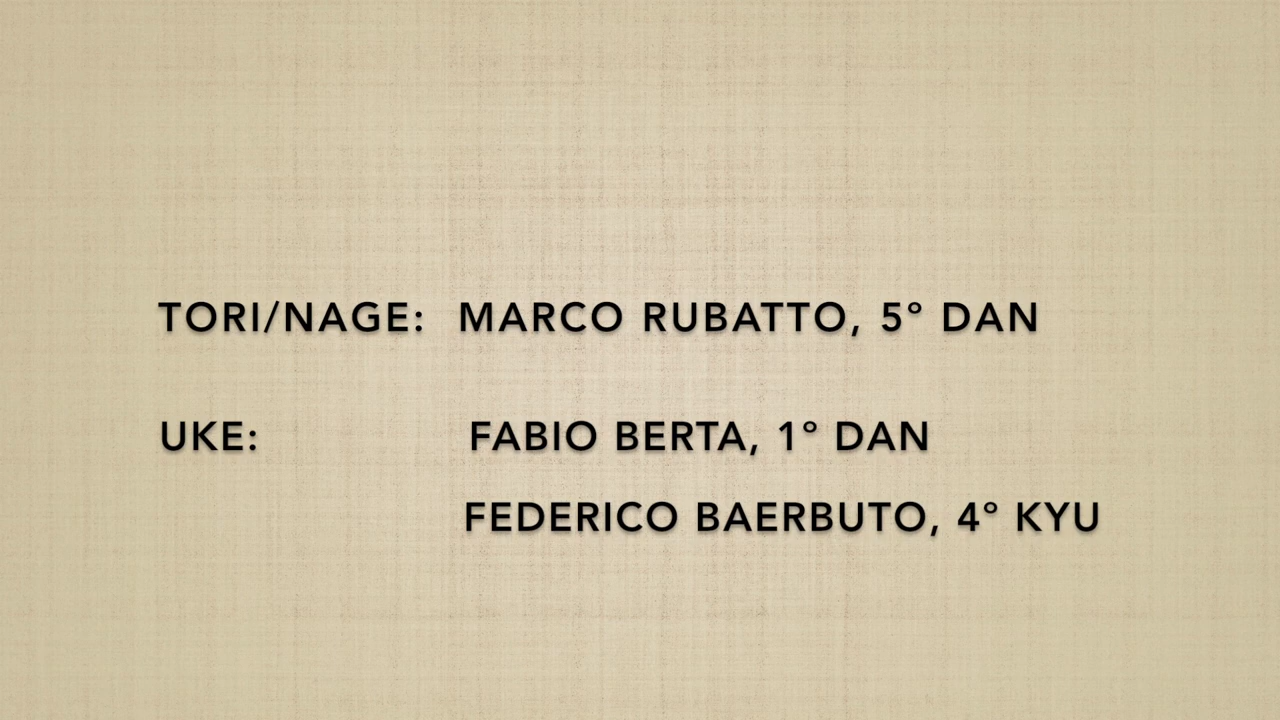 TORI/NAGE: MARCO RUBATTO, 5° DAN
UKE: FABIO BERTA, 1° DAN
FEDERICO BAERBUTO, 4° KYU